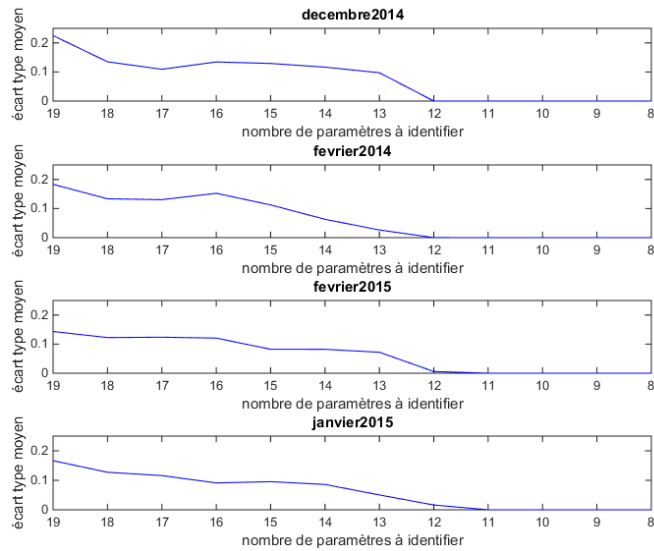 decembre2014
écart type moyen
0.2
0.1
0
19 18 17 16 15 14 13 12 11 10 9 8
nombre de paramètres à identifier
fevrier2014
écart type moyen
0.2
0.1
0
19 18 17 16 15 14 13 12 11 10 9 8
nombre de paramètres à identifier
fevrier2015
écart type moyen
0.2
0.1
0
19 18 17 16 15 14 13 12 11 10 9 8
nombre de paramètres à identifier
janvier2015
écart type moyen
0.2
0.1
0
19 18 17 16 15 14 13 12 11 10 9 8
nombre de paramètres à identifier